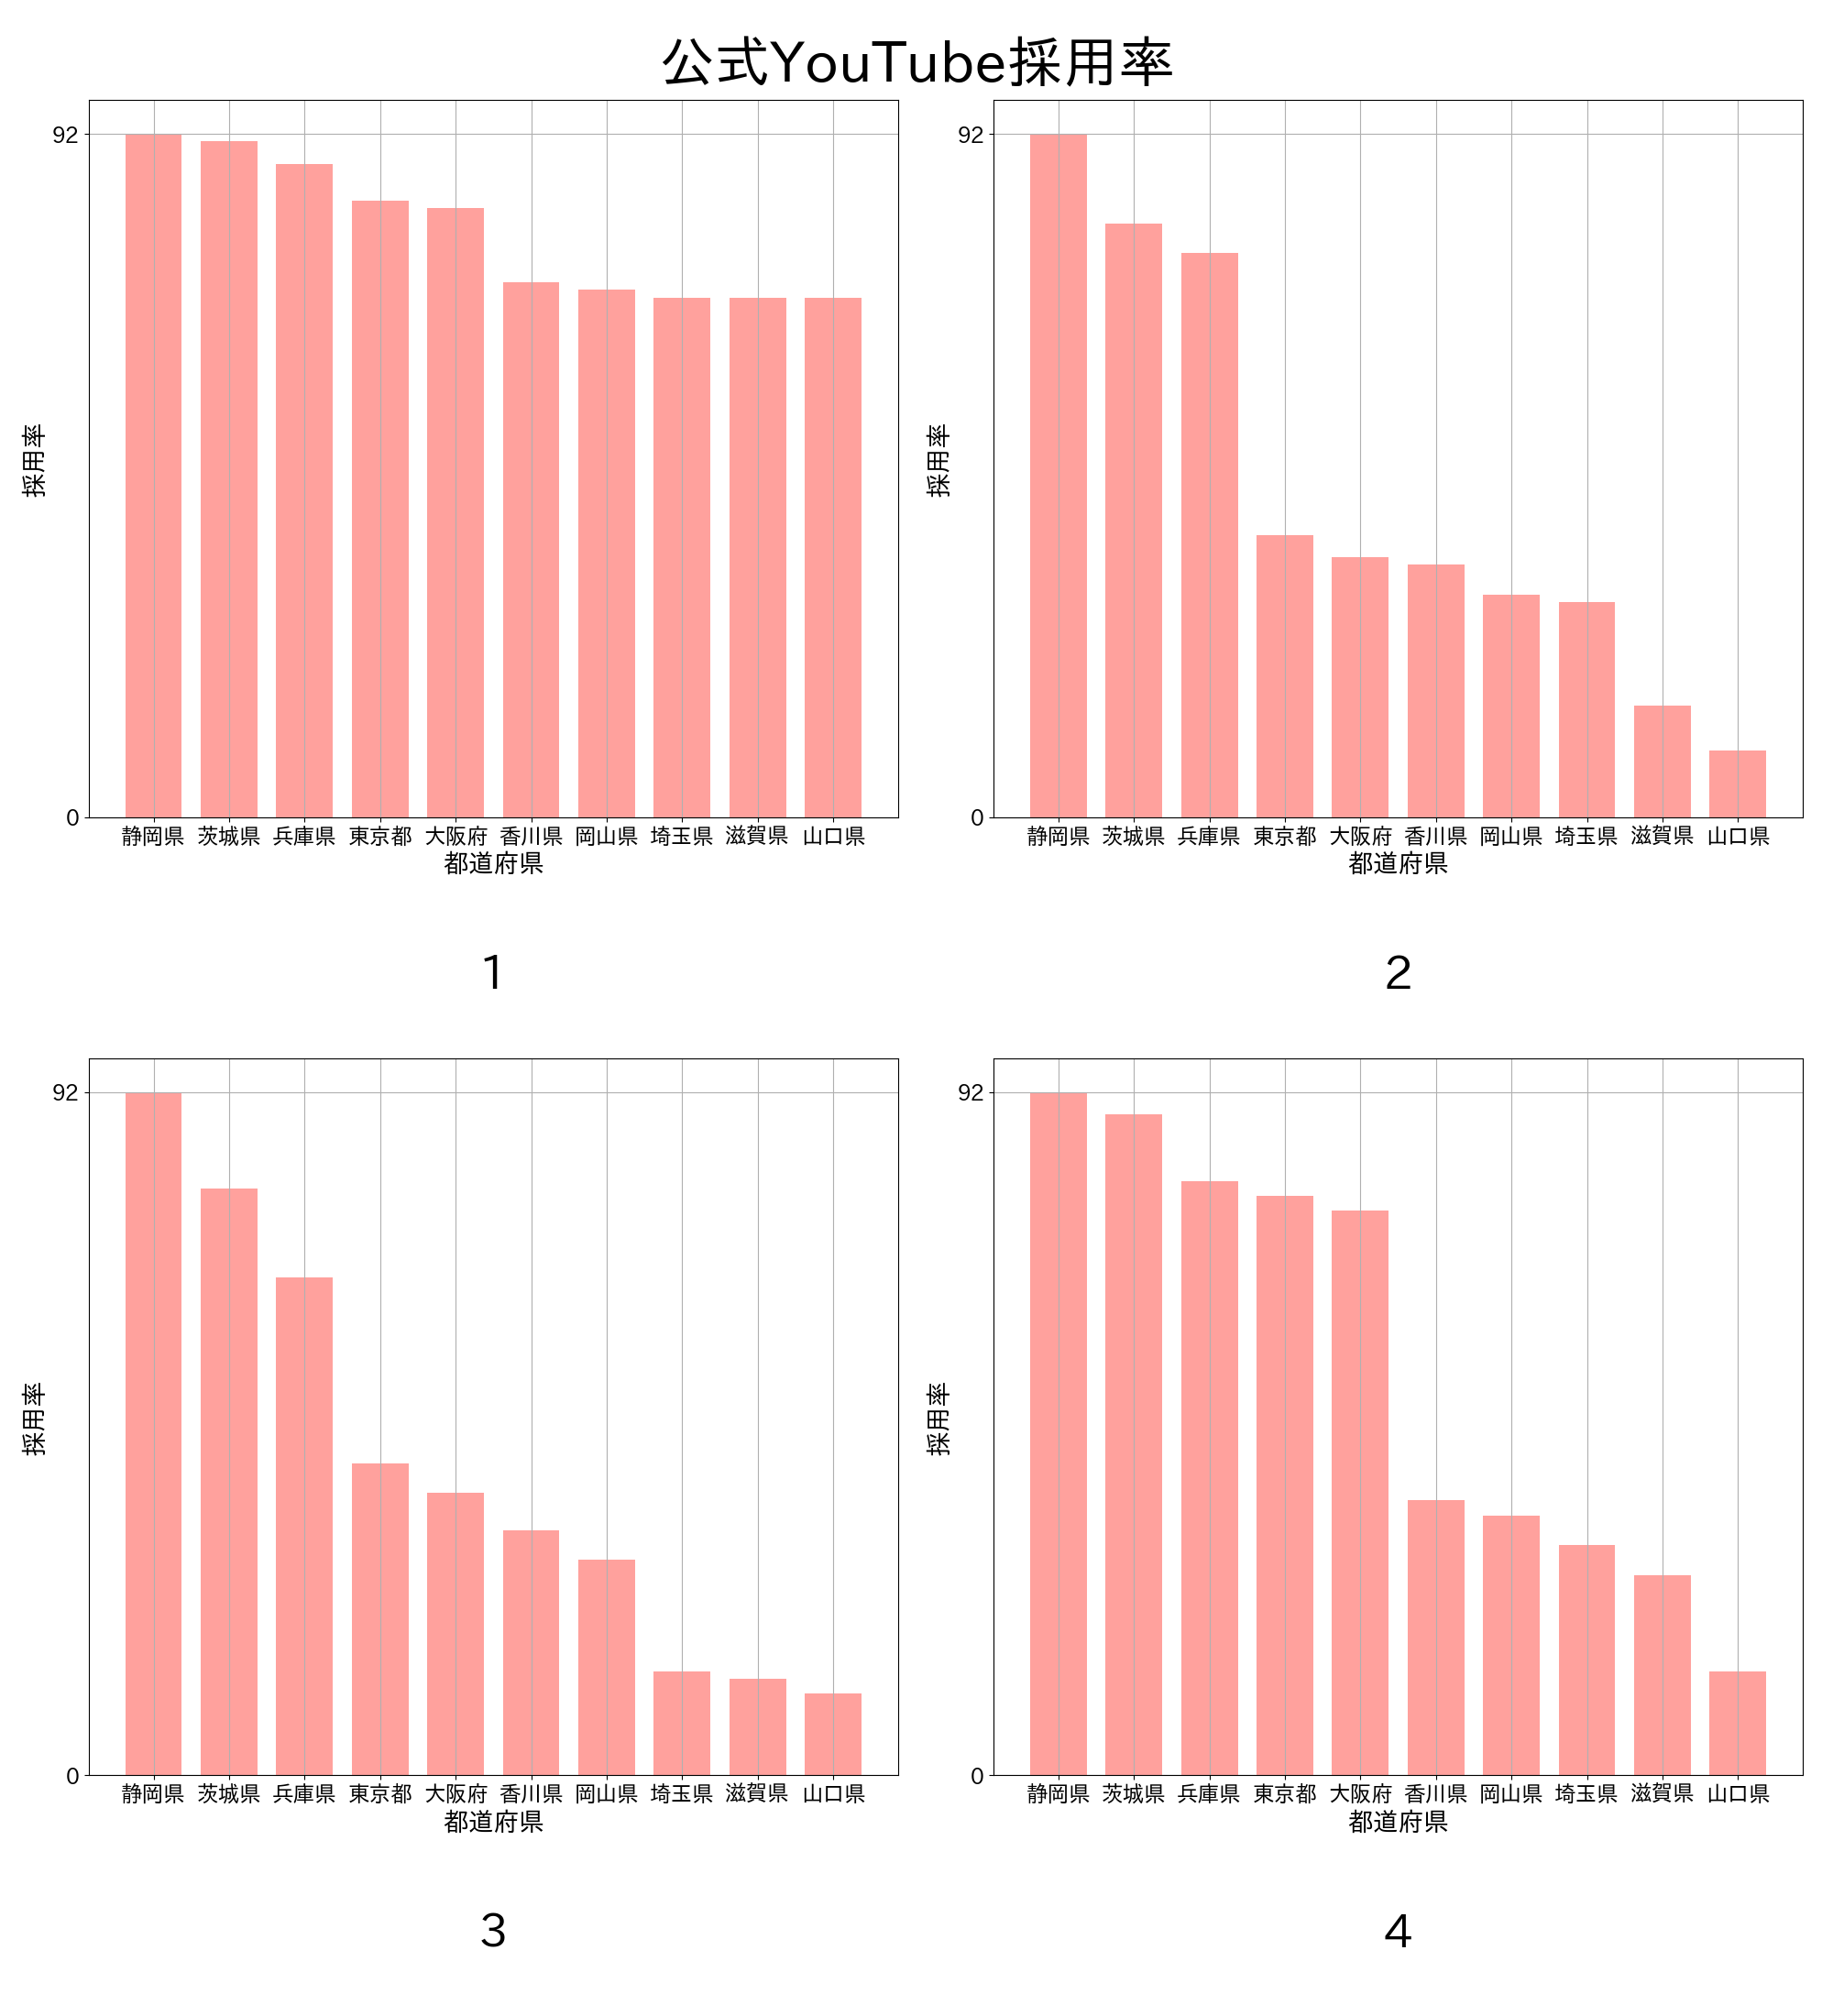 公式YouTube採用率
92
採用率
0
静岡県 茨城県 兵庫県 東京都 大阪府 香川県 岡山県 埼玉県 滋賀県 山口県
都道府県
1
92
採用率
0
静岡県 茨城県 兵庫県 東京都 大阪府 香川県 岡山県 埼玉県 滋賀県 山口県
都道府県
2
92
採用率
0
静岡県 茨城県 兵庫県 東京都 大阪府 香川県 岡山県 埼玉県 滋賀県 山口県
都道府県
3
92
採用率
0
静岡県 茨城県 兵庫県 東京都 大阪府 香川県 岡山県 埼玉県 滋賀県 山口県
都道府県
4